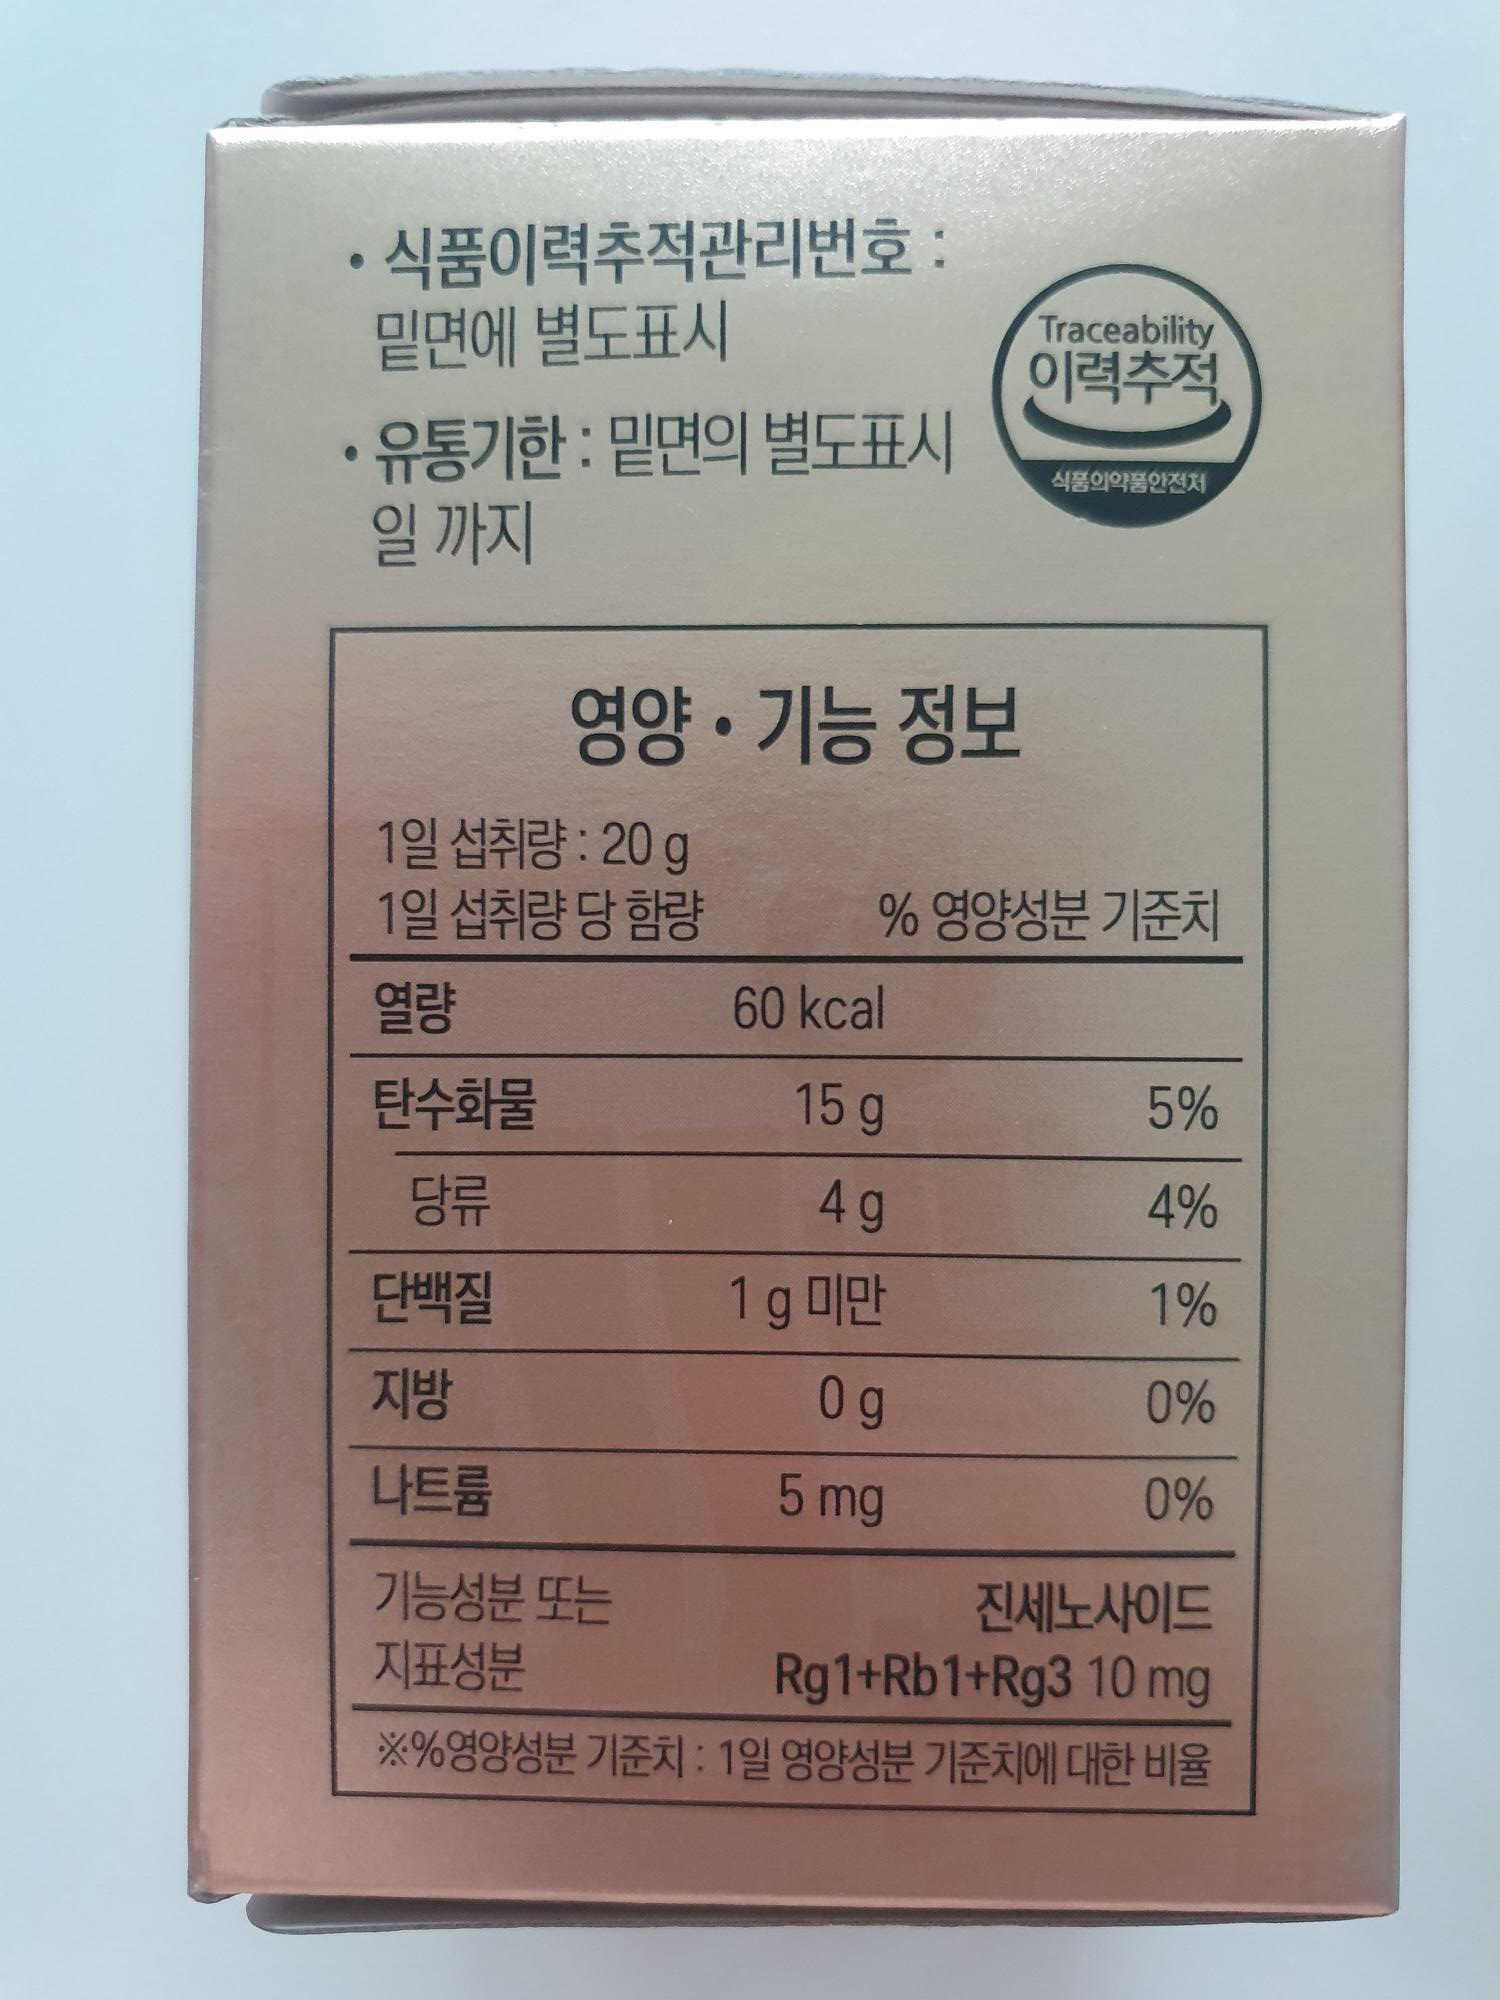 • 식품이력추적관리번호 :
밑면에 별도표시
• 유통기한 : 밑면의 별도표시
일 까지
Traceability
이력추적
식품의약품안전처
영양 • 기능 정보
1일 섭취량 : 20 g
1일 섭취량 당 함량 % 영양성분 기준치
열량 60 kcal
탄수화물 15 g 5%
당류 4 g 4%
단백질 1 g 미만 1%
지방 0 g 0%
나트륨 5 mg 0%
기능성분 또는 진세노사이드
지표성분 Rg1+Rb1+Rg3 10 mg
※%영양성분 기준치 : 1일 영양성분 기준치에 대한 비율